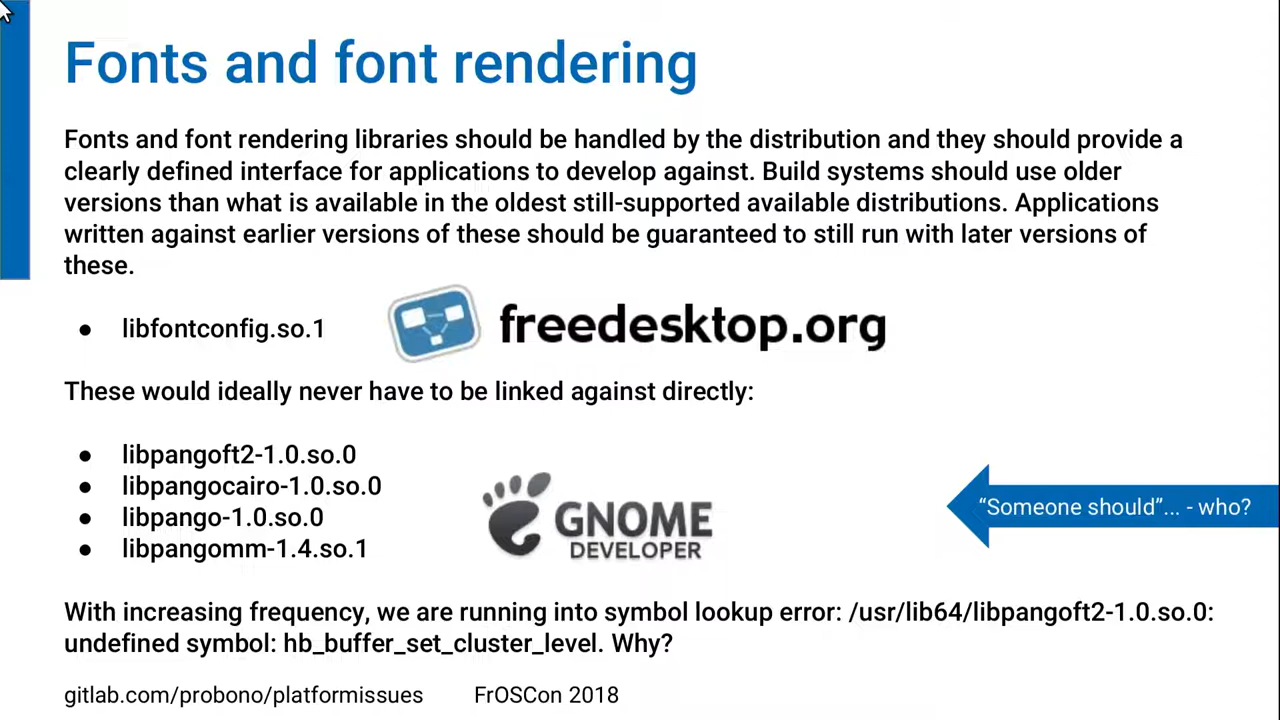 Fonts and font rendering
Fonts and font rendering libraries should be handled by the distribution and they should provide a
clearly defined interface for applications to develop against. Build systems should use older
versions than what is available in the oldest still-supported available distributions. Applications
written against earlier versions of these should be guaranteed to still run with later versions of
these.
● libfontconfig.so.1
freedesktop.org
These would ideally never have to be linked against directly:
● libpangoft2-1.0.so.0
● libpangocairo-1.0.so.0
● libpango-1.0.so.0
● libpangomm-1.4.so.1
GNOME
DEVELOPER
“Someone should”... - who?
With increasing frequency, we are running into symbol lookup error: /usr/lib64/libpangoft2-1.0.so.0:
undefined symbol: hb_buffer_set_cluster_level. Why?
gitlab.com/probono/platformissues FrOSCon 2018